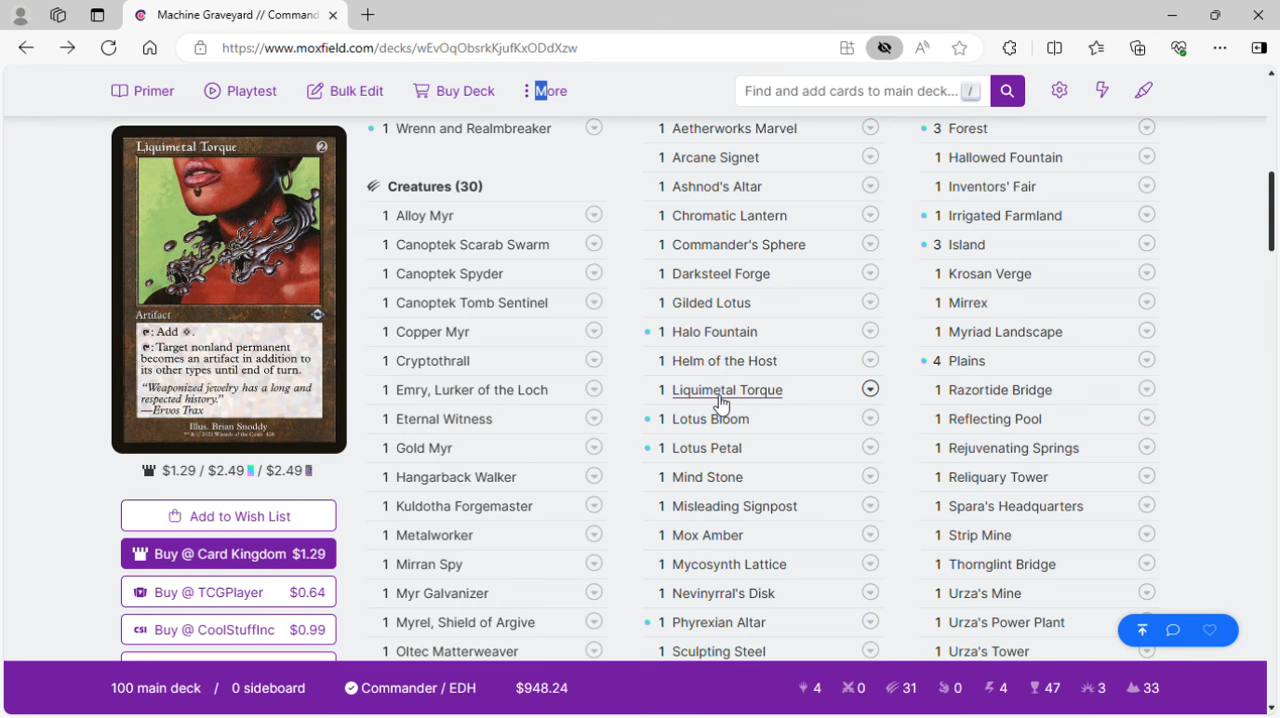 Machine Graveyard // Command
https://www.moxfield.com/decks/wEvOqObsrkKjufKxODdXzw
Primer
Playtest
Bulk Edit
Buy Deck
More
Find and add cards to main deck... /
Liquimetal Torque 2
Artifact
: Add .
: Target nonland permanent
becomes an artifact in addition to
its other types until end of turn.
“Weaponized jewelry has a long and
respected history.”
—Ervos Trax
Illus. Brian Snoddy
$1.29 / $2.49 / $2.49
Add to Wish List
Buy @ Card Kingdom $1.29
Buy @ TCGPlayer $0.64
CSI Buy @ CoolStuffInc $0.99
1 Wrenn and Realmbreaker
Creatures (30)
1 Alloy Myr
1 Canoptek Scarab Swarm
1 Canoptek Spyder
1 Canoptek Tomb Sentinel
1 Copper Myr
1 Cryptothrall
1 Emry, Lurker of the Loch
1 Eternal Witness
1 Gold Myr
1 Hangarback Walker
1 Kuldotha Forgemaster
1 Metalworker
1 Mirran Spy
1 Myr Galvanizer
1 Myrel, Shield of Argive
1 Oltec Matterweaver
1 Aetherworks Marvel
1 Arcane Signet
1 Ashnod's Altar
1 Chromatic Lantern
1 Commander's Sphere
1 Darksteel Forge
1 Gilded Lotus
1 Halo Fountain
1 Helm of the Host
1 Liquimetal Torque
1 Lotus Bloom
1 Lotus Petal
1 Mind Stone
1 Misleading Signpost
1 Mox Amber
1 Mycosynth Lattice
1 Nevinyrral's Disk
1 Phyrexian Altar
1 Sculpting Steel
3 Forest
1 Hallowed Fountain
1 Inventors' Fair
1 Irrigated Farmland
3 Island
1 Krosan Verge
1 Mirrex
1 Myriad Landscape
4 Plains
1 Razortide Bridge
1 Reflecting Pool
1 Rejuvenating Springs
1 Reliquary Tower
1 Spara's Headquarters
1 Strip Mine
1 Thornglint Bridge
1 Urza's Mine
1 Urza's Power Plant
1 Urza's Tower
100 main deck / 0 sideboard
Commander / EDH
$948.24
4 0 31 0 4 47 3 33